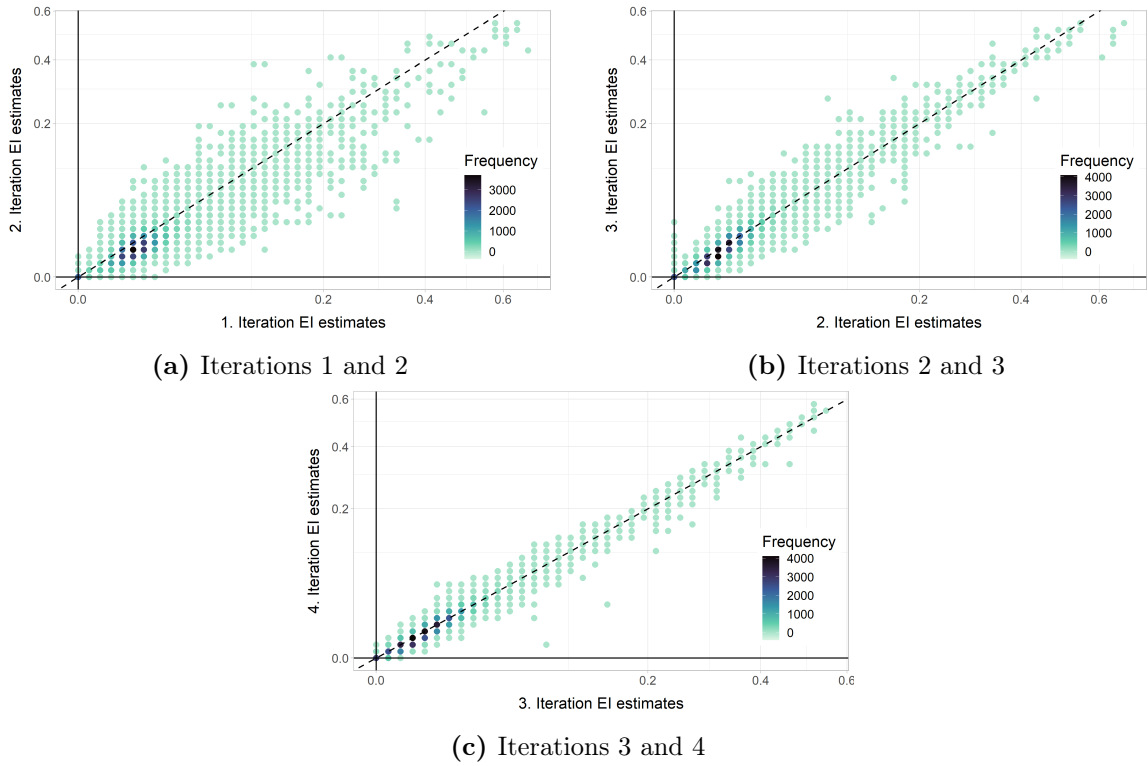 0.6
0.4
0.2
0.0
2. Iteration EI estimates
0.0 0.2 0.4 0.6
1. Iteration EI estimates
Frequency
3000
2000
1000
0
(a) Iterations 1 and 2
0.6
0.4
0.2
0.0
3. Iteration EI estimates
0.0 0.2 0.4 0.6
2. Iteration EI estimates
Frequency
4000
3000
2000
1000
0
(b) Iterations 2 and 3
0.6
0.4
0.2
0.0
4. Iteration EI estimates
0.0 0.2 0.4 0.6
3. Iteration EI estimates
Frequency
4000
3000
2000
1000
0
(c) Iterations 3 and 4